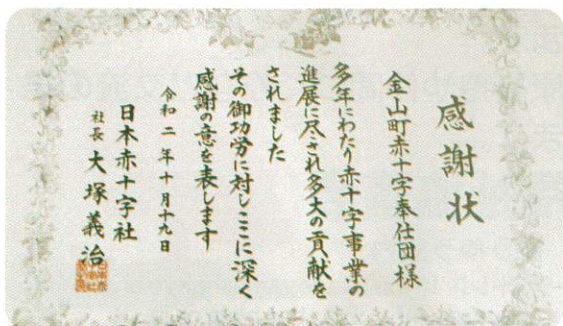 感謝状
金山町赤十字奉仕団様
多年にわたり赤十字事業の
進展に尽され多大の貢献を
されました
その御功労に対しここに深く
感謝の意を表します
令和二年十月十九日
日本赤十字社
社長 大塚義治